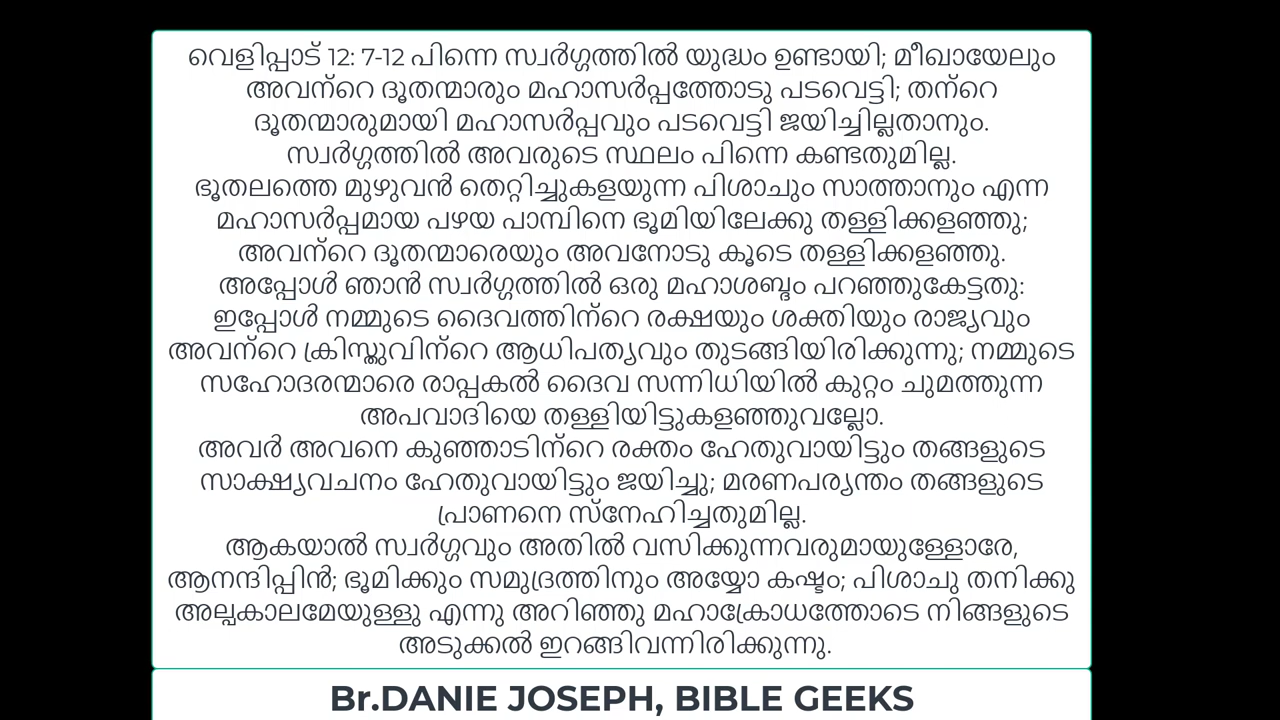 വെളിപ്പാട് 12: 7-12 പിന്നെ സ്വർഗ്ഗത്തിൽ യുദ്ധം ഉണ്ടായി; മീഖായേലും
അവന്റെ ദൂതന്മാരും മഹാസർപ്പത്തോടു പടവെട്ടി; തന്റെ
ദൂതന്മാരുമായി മഹാസർപ്പവും പടവെട്ടി ജയിച്ചില്ലതാനും.
സ്വർഗ്ഗത്തിൽ അവരുടെ സ്ഥലം പിന്നെ കണ്ടതുമില്ല.
ഭൂതലത്തെ മുഴുവൻ തെറ്റിച്ചുകളയുന്ന പിശാചും സാത്താനും എന്ന
മഹാസർപ്പമായ പഴയ പാമ്പിനെ ഭൂമിയിലേക്കു തള്ളിക്കളഞ്ഞു;
അവന്റെ ദൂതന്മാരെയും അവനോടു കൂടെ തള്ളിക്കളഞ്ഞു.
അപ്പോൾ ഞാൻ സ്വർഗ്ഗത്തിൽ ഒരു മഹാശബ്ദം പറഞ്ഞുകേട്ടതു:
ഇപ്പോൾ നമ്മുടെ ദൈവത്തിന്റെ രക്ഷയും ശക്തിയും രാജ്യവും
അവന്റെ ക്രിസ്തുവിന്റെ ആധിപത്യവും തുടങ്ങിയിരിക്കുന്നു; നമ്മുടെ
സഹോദരന്മാരെ രാപ്പകൽ ദൈവ സന്നിധിയിൽ കുറ്റം ചുമത്തുന്ന
അപവാദിയെ തള്ളിയിട്ടുകളഞ്ഞുവല്ലോ.
അവർ അവനെ കുഞ്ഞാടിന്റെ രക്തം ഹേതുവായിട്ടും തങ്ങളുടെ
സാക്ഷ്യവചനം ഹേതുവായിട്ടും ജയിച്ചു; മരണപര്യന്തം തങ്ങളുടെ
പ്രാണനെ സ്നേഹിച്ചതുമില്ല.
ആകയാൽ സ്വർഗ്ഗവും അതിൽ വസിക്കുന്നവരുമായുള്ളോരേ,
ആനന്ദിപ്പിൻ; ഭൂമിക്കും സമുദ്രത്തിനും അയ്യോ കഷ്ടം; പിശാചു തനിക്കു
അല്പകാലമേയുള്ളു എന്നു അറിഞ്ഞു മഹാക്രോധത്തോടെ നിങ്ങളുടെ
അടുക്കൽ ഇറങ്ങിവന്നിരിക്കുന്നു.
Br.DANIE JOSEPH, BIBLE GEEKS